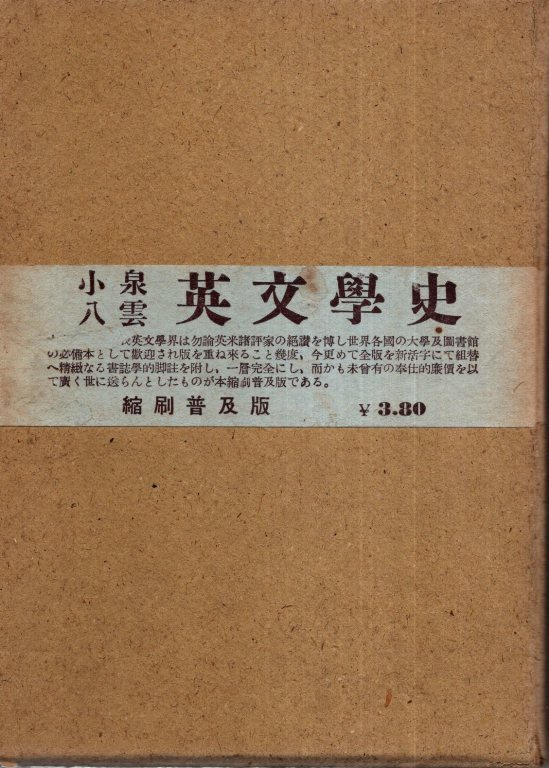 小泉八雲 英文學史
英文學界は勿論英米諸評家の絕讃を博し世界各國の大學及圖書館
の必備本として歡迎され版を重ね來ること幾度，今更めて全版を新活字にて組替
へ精緻なる書誌學的脚註を附し，一層完全にし，而かも未曾有の奉仕的廉價を以
て廣く世に送らんとしたものが本縮刷普及版である。
縮刷普及版 ¥ 3.80